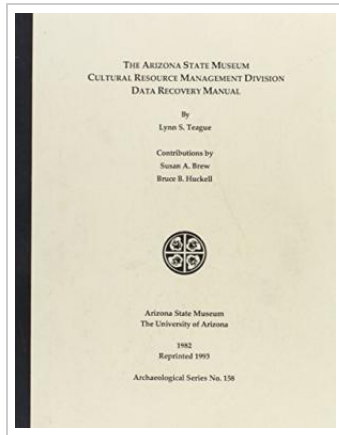 THE ARIZONA STATE MUSEUM
CULTURAL RESOURCE MANAGEMENT DIVISION
DATA RECOVERY MANUAL
By
Lynn S. Teague
Contributions by
Susan A. Brew
Bruce B. Huckell
Arizona State Museum
The University of Arizona
1982
Reprinted 1993
Archaeological Series No. 158